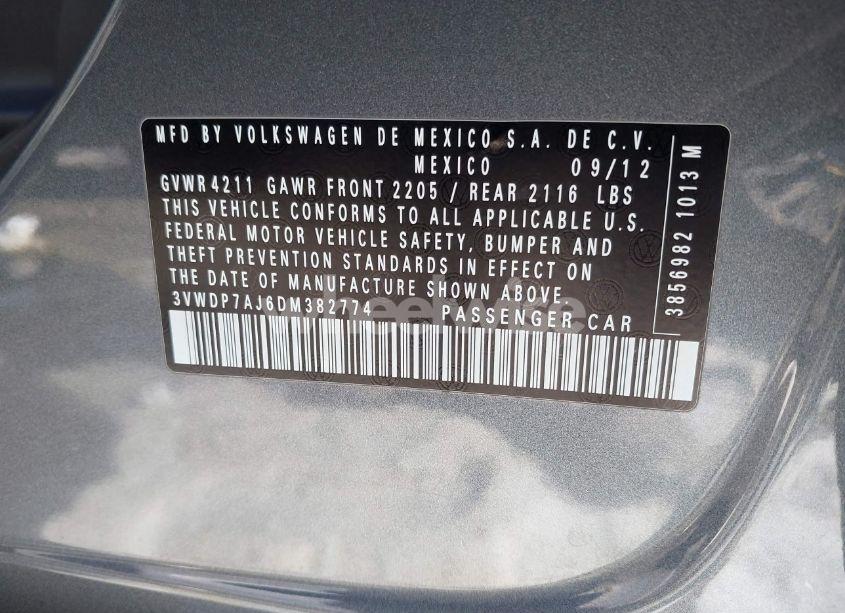 MFD BY VOLKSWAGEN DE MEXICO S.A. DE C.V.
MEXICO 09/12
GVWR 4211 GAWR FRONT 2205 / REAR 2116 LBS
THIS VEHICLE CONFORMS TO ALL APPLICABLE U.S.
FEDERAL MOTOR VEHICLE SAFETY, BUMPER AND
THEFT PREVENTION STANDARDS IN EFFECT ON
THE DATE OF MANUFACTURE SHOWN ABOVE.
3VWDP7AJ6DM382774 PASSENGER CAR
3856982 1013 M
wheelwise